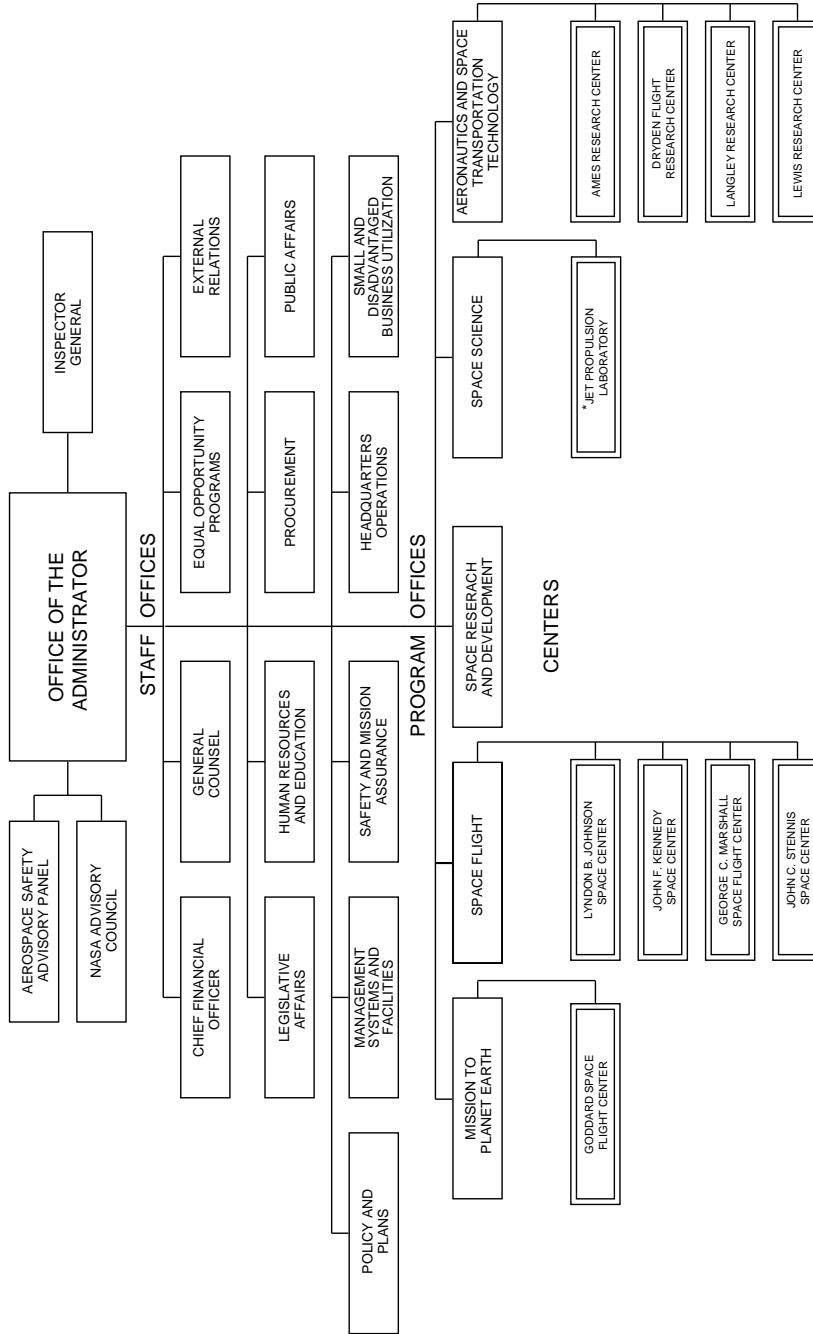 OFFICE OF THE
ADMINISTRATOR
INSPECTOR
GENERAL
AEROSPACE SAFETY
ADVISORY PANEL
NASA ADVISORY
COUNCIL
STAFF OFFICES
CHIEF FINANCIAL
OFFICER
GENERAL
COUNSEL
EQUAL OPPORTUNITY
PROGRAMS
EXTERNAL
RELATIONS
LEGISLATIVE
AFFAIRS
HUMAN RESOURCES
AND EDUCATION
PROCUREMENT
PUBLIC AFFAIRS
POLICY AND
PLANS
MANAGEMENT
SYSTEMS AND
FACILITIES
SAFETY AND MISSION
ASSURANCE
HEADQUARTERS
OPERATIONS
SMALL AND
DISADVANTAGED
BUSINESS UTILIZATION
PROGRAM OFFICES
MISSION TO
PLANET EARTH
SPACE FLIGHT
SPACE RESERACH
AND DEVELOPMENT
SPACE SCIENCE
AERONAUTICS AND SPACE
TRANSPORTATION
TECHNOLOGY
CENTERS
GODDARD SPACE
FLIGHT CENTER
LYNDON B. JOHNSON
SPACE CENTER
JOHN F. KENNEDY
SPACE CENTER
GEORGE C. MARSHALL
SPACE FLIGHT CENTER
JOHN C. STENNIS
SPACE CENTER
*JET PROPULSION
LABORATORY
AMES RESEARCH CENTER
DRYDEN FLIGHT
RESEARCH CENTER
LANGLEY RESEARCH CENTER
LEWIS RESEARCH CENTER